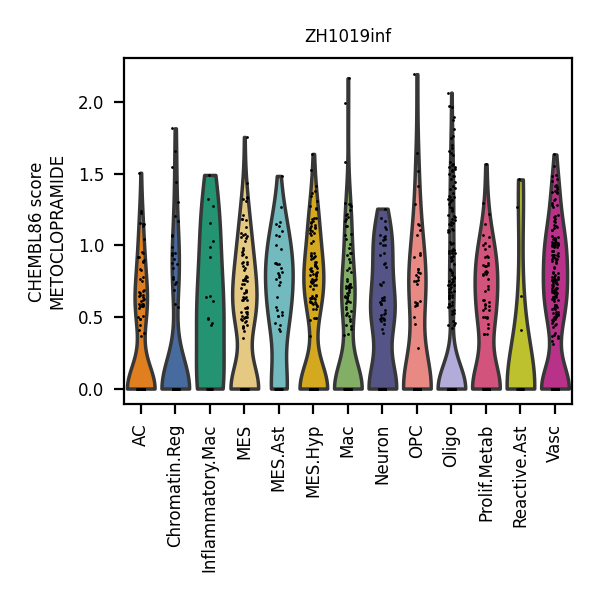 ZH1019inf
CHEMBL86 score
METOCLOPRAMIDE
2.0
1.5
1.0
0.5
0.0
AC
Chromatin.Reg
Inflammatory.Mac
MES
MES.Ast
MES.Hyp
Mac
Neuron
OPC
Oligo
Prolif.Metab
Reactive.Ast
Vasc